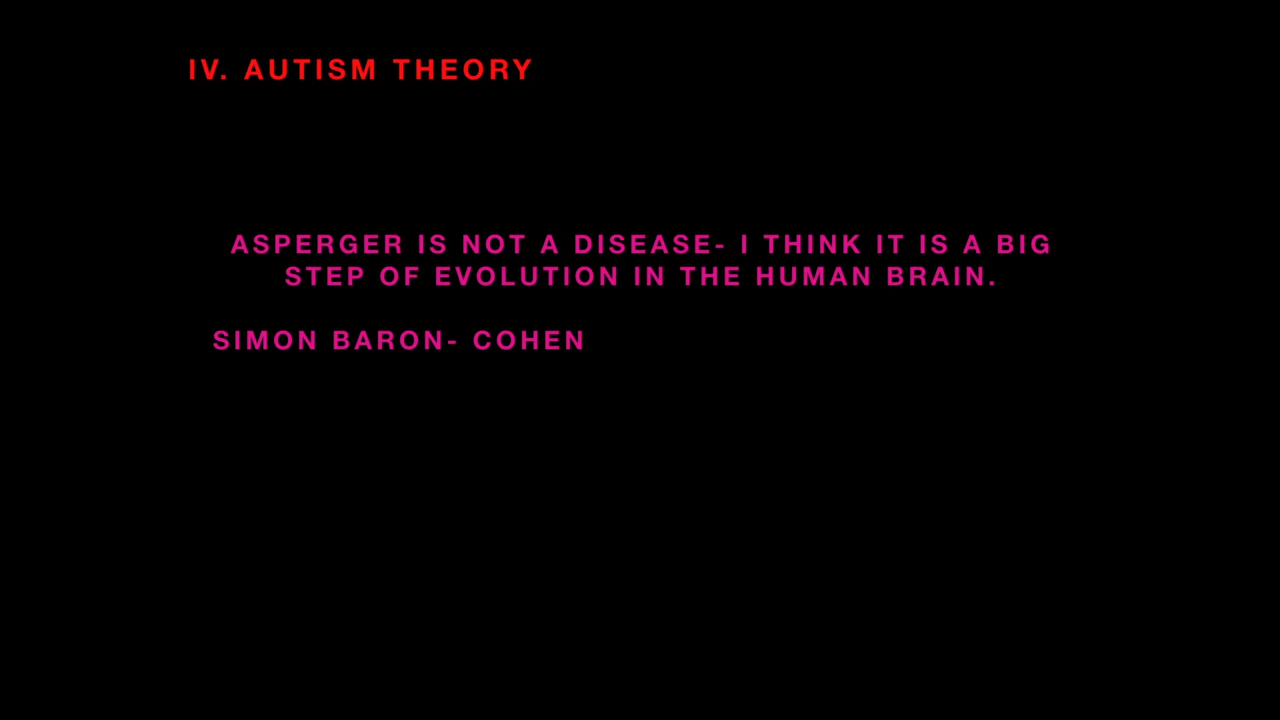 IV. AUTISM THEORY
ASPERGER IS NOT A DISEASE- I THINK IT IS A BIG
STEP OF EVOLUTION IN THE HUMAN BRAIN.
SIMON BARON- COHEN